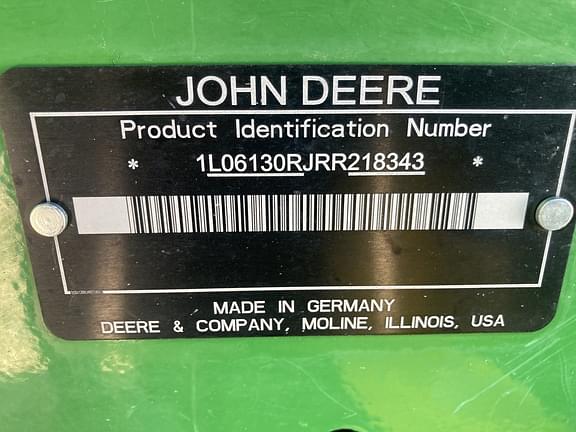 JOHN DEERE
Product Identification Number
* 1L06130RJRR218343 *
MADE IN GERMANY
DEERE & COMPANY, MOLINE, ILLINOIS, USA